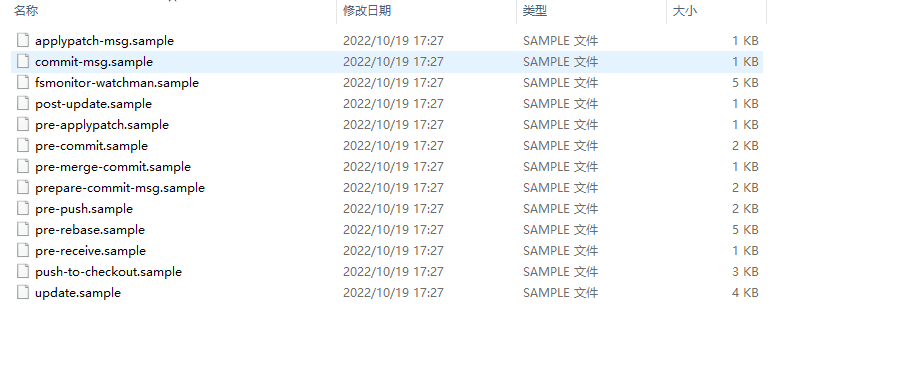 名称 修改日期 类型 大小
applypatch-msg.sample 2022/10/19 17:27 SAMPLE 文件 1 KB
commit-msg.sample 2022/10/19 17:27 SAMPLE 文件 1 KB
fsmonitor-watchman.sample 2022/10/19 17:27 SAMPLE 文件 5 KB
post-update.sample 2022/10/19 17:27 SAMPLE 文件 1 KB
pre-applypatch.sample 2022/10/19 17:27 SAMPLE 文件 1 KB
pre-commit.sample 2022/10/19 17:27 SAMPLE 文件 2 KB
pre-merge-commit.sample 2022/10/19 17:27 SAMPLE 文件 1 KB
prepare-commit-msg.sample 2022/10/19 17:27 SAMPLE 文件 2 KB
pre-push.sample 2022/10/19 17:27 SAMPLE 文件 2 KB
pre-rebase.sample 2022/10/19 17:27 SAMPLE 文件 5 KB
pre-receive.sample 2022/10/19 17:27 SAMPLE 文件 1 KB
push-to-checkout.sample 2022/10/19 17:27 SAMPLE 文件 3 KB
update.sample 2022/10/19 17:27 SAMPLE 文件 4 KB